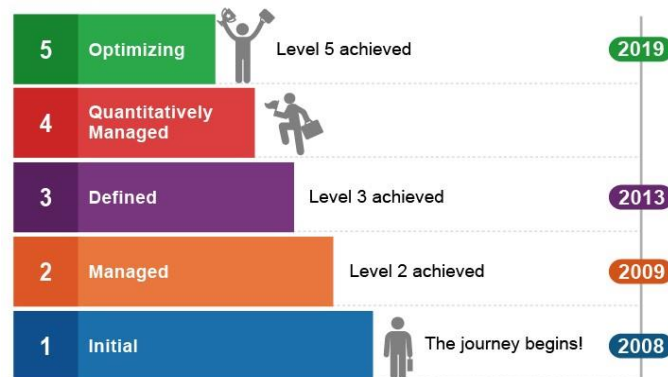 5 Optimizing Level 5 achieved 2019
4 Quantitatively
Managed
3 Defined Level 3 achieved 2013
2 Managed Level 2 achieved 2009
1 Initial The journey begins! 2008